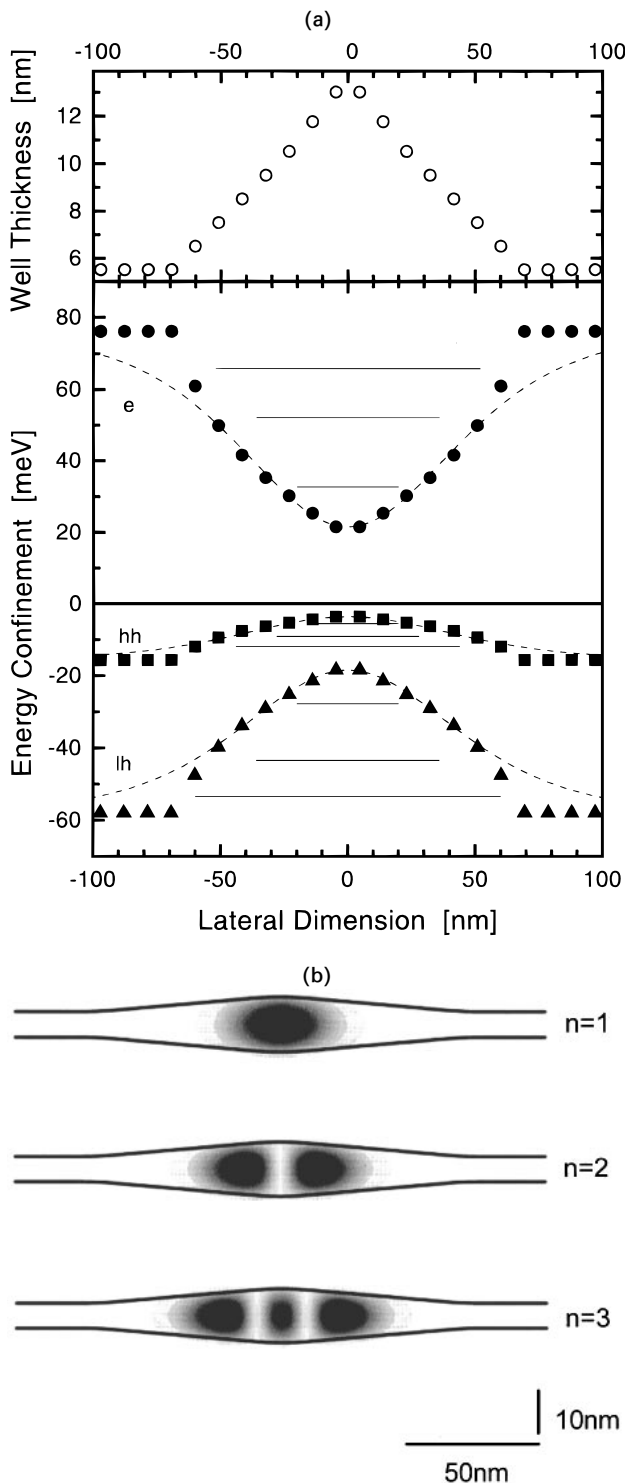 (a)
-100 -50 0 50 100
Well Thickness [nm]
12
10
8
6
Energy Confinement [meV]
80
60
40
20
0
-20
-40
-60
e
hh
lh
-100 -50 0 50 100
Lateral Dimension [nm]
(b)
n=1
n=2
n=3
10nm
50nm